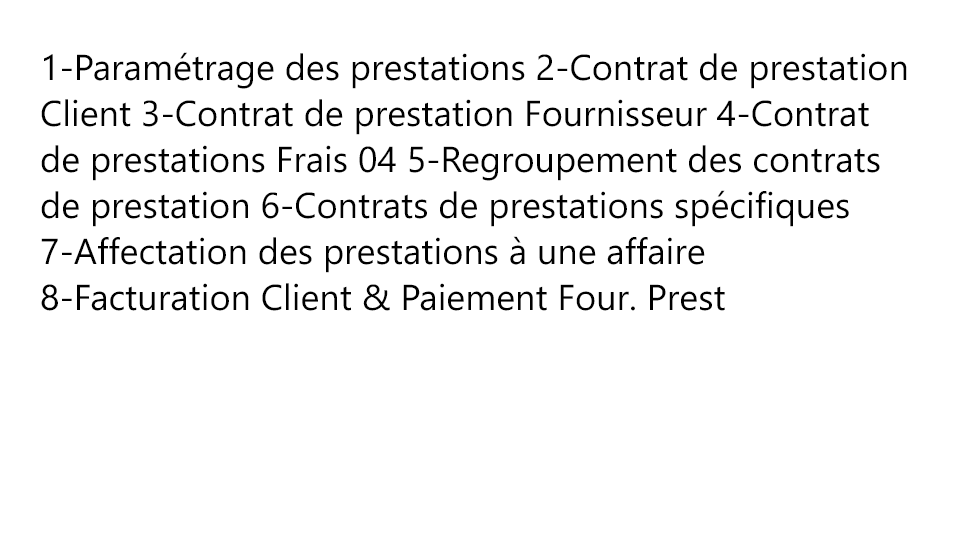 1-Paramétrage des prestations 2-Contrat de prestation
Client 3-Contrat de prestation Fournisseur 4-Contrat
de prestations Frais 04 5-Regroupement des contrats
de prestation 6-Contrats de prestations spécifiques
7-Affectation des prestations à une affaire
8-Facturation Client & Paiement Four. Prest